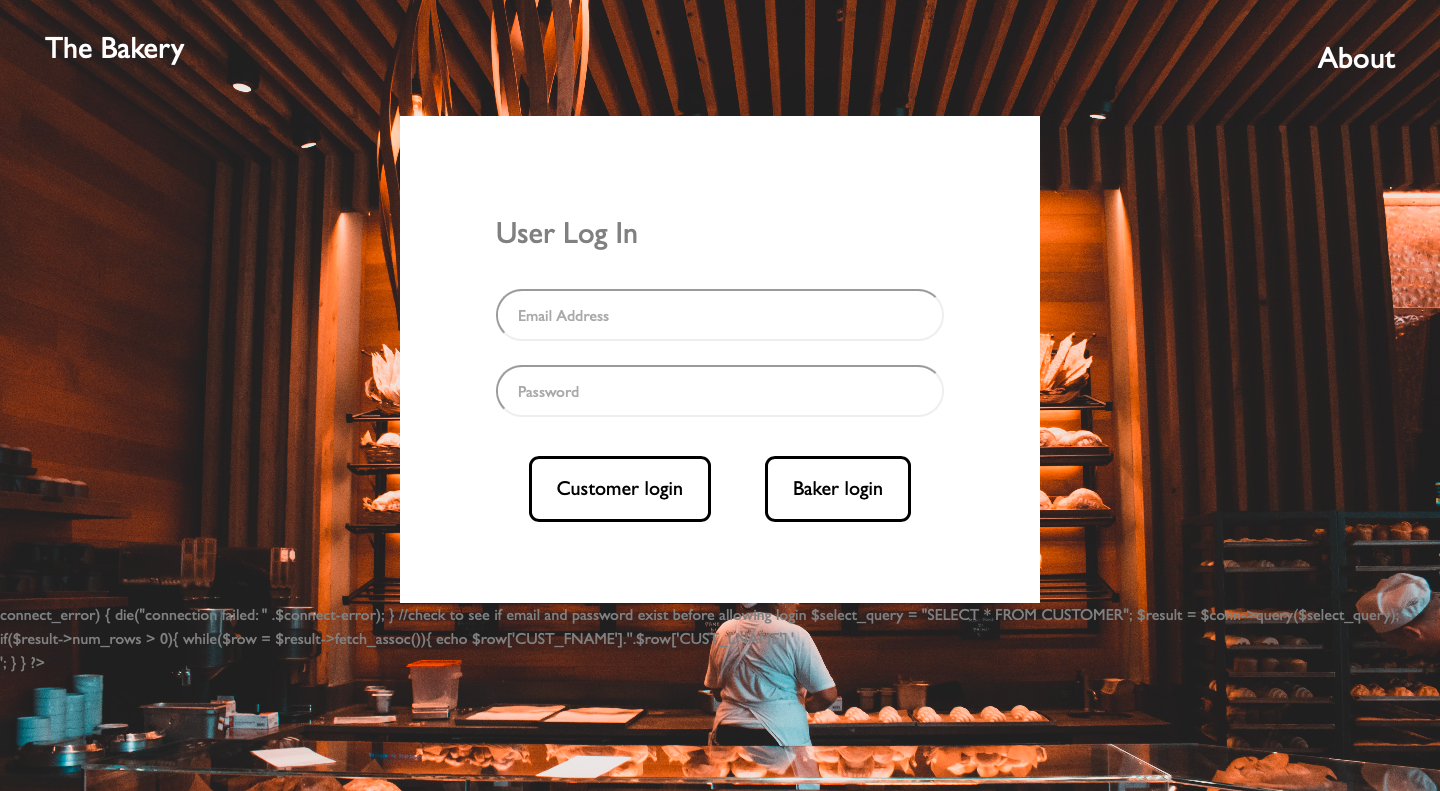 The Bakery
About
User Log In
Email Address
Password
Customer login
Baker login
connect_error) { die("connection failed: " .$connect-error); } //check to see if email and password exist before allowing login $select_query = "SELECT * FROM CUSTOMER"; $result = $conn->query($select_query);
if($result->num_rows > 0){ while($row = $result->fetch_assoc()){ echo $row['CUST_FNAME'].".$row['CUST
'; } } ?>